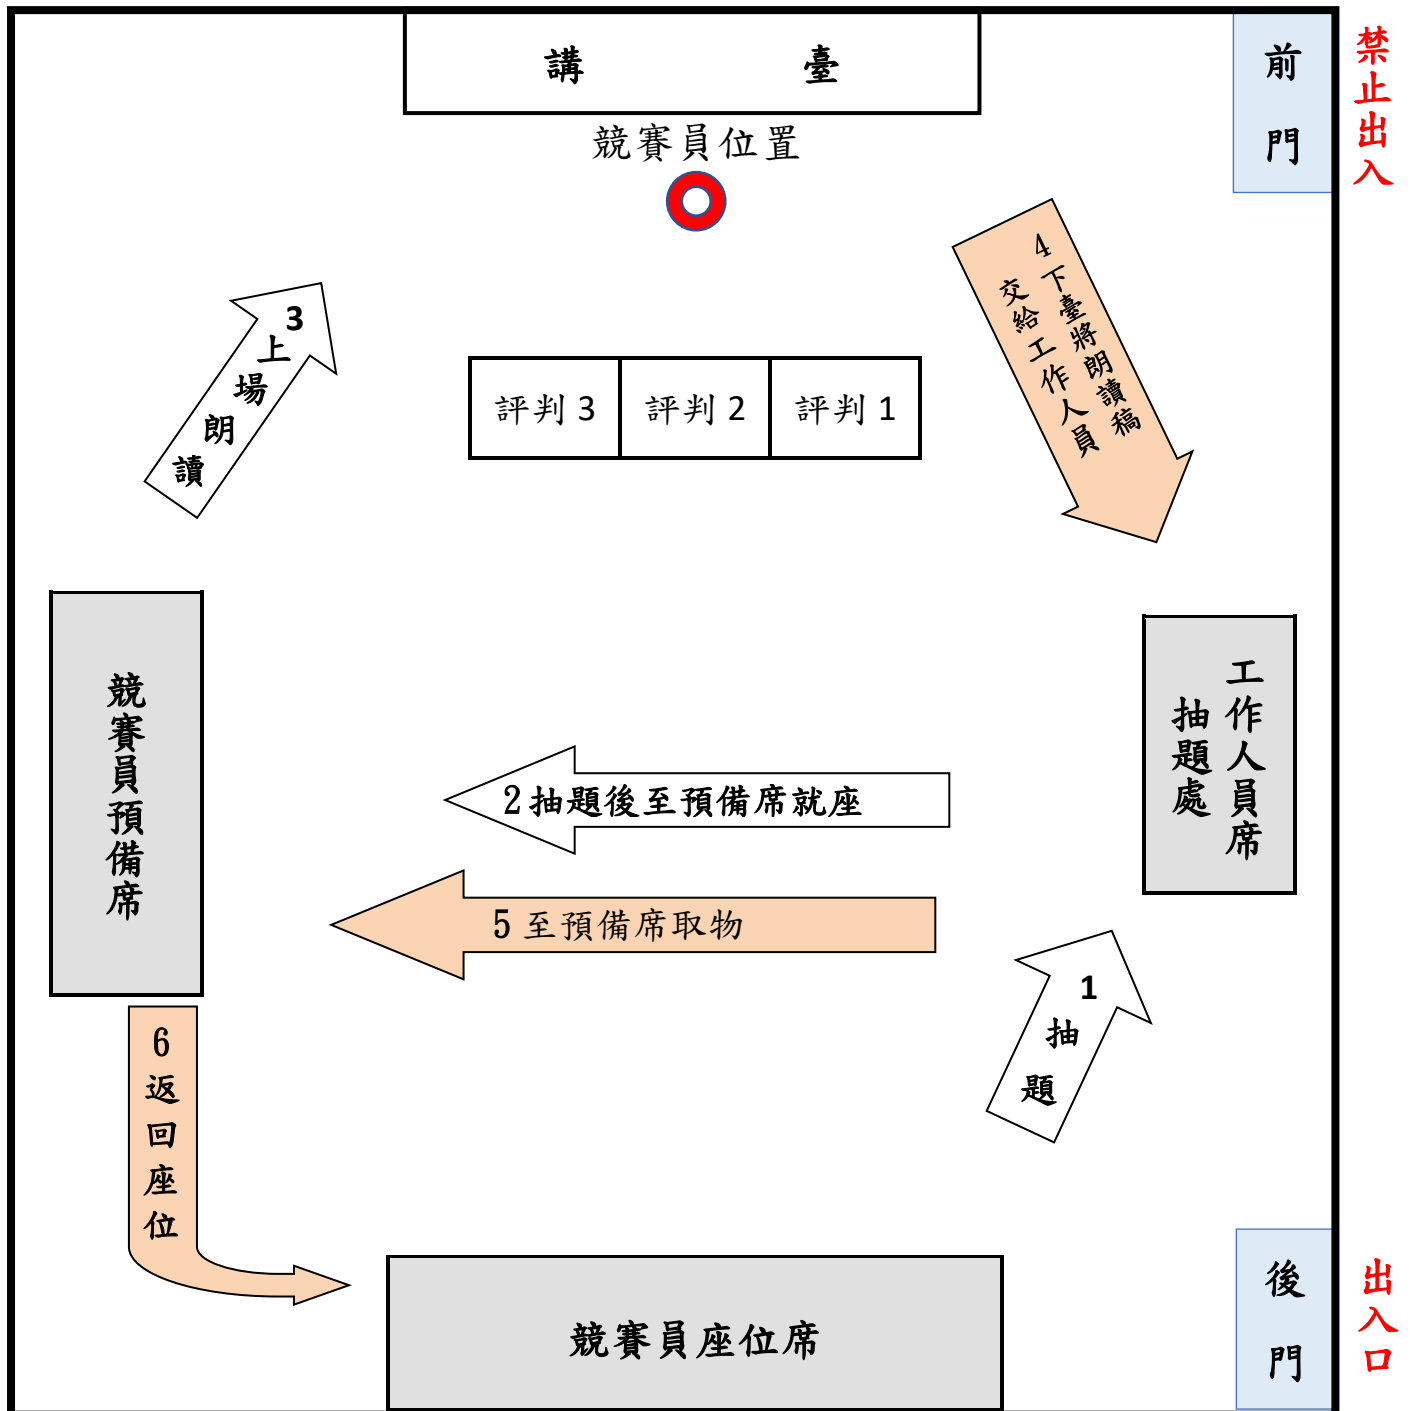 講 臺
前門
禁止出入
競賽員位置
3上場朗讀
4下臺將朗讀稿
交給工作人員
評判3
評判2
評判1
競賽員預備席
工作人員席
抽題處
2抽題後至預備席就座
5 至預備席取物
1抽題
6返回座位
競賽員座位席
後門
出入口